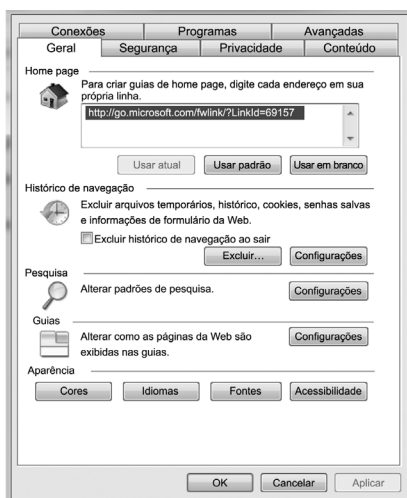 Conexões Programas Avançadas
Geral Segurança Privacidade Conteúdo
Home page
Para criar guias de home page, digite cada endereço em sua
própria linha.
http://go.microsoft.com/fwlink/?LinkId=69157
Usar atual Usar padrão Usar em branco
Histórico de navegação
Excluir arquivos temporários, histórico, cookies, senhas salvas
e informações de formulário da Web.
Excluir histórico de navegação ao sair
Excluir... Configurações
Pesquisa
Alterar padrões de pesquisa. Configurações
Guias
Alterar como as páginas da Web são Configurações
exibidas nas guias.
Aparência
Cores Idiomas Fontes Acessibilidade
OK Cancelar Aplicar